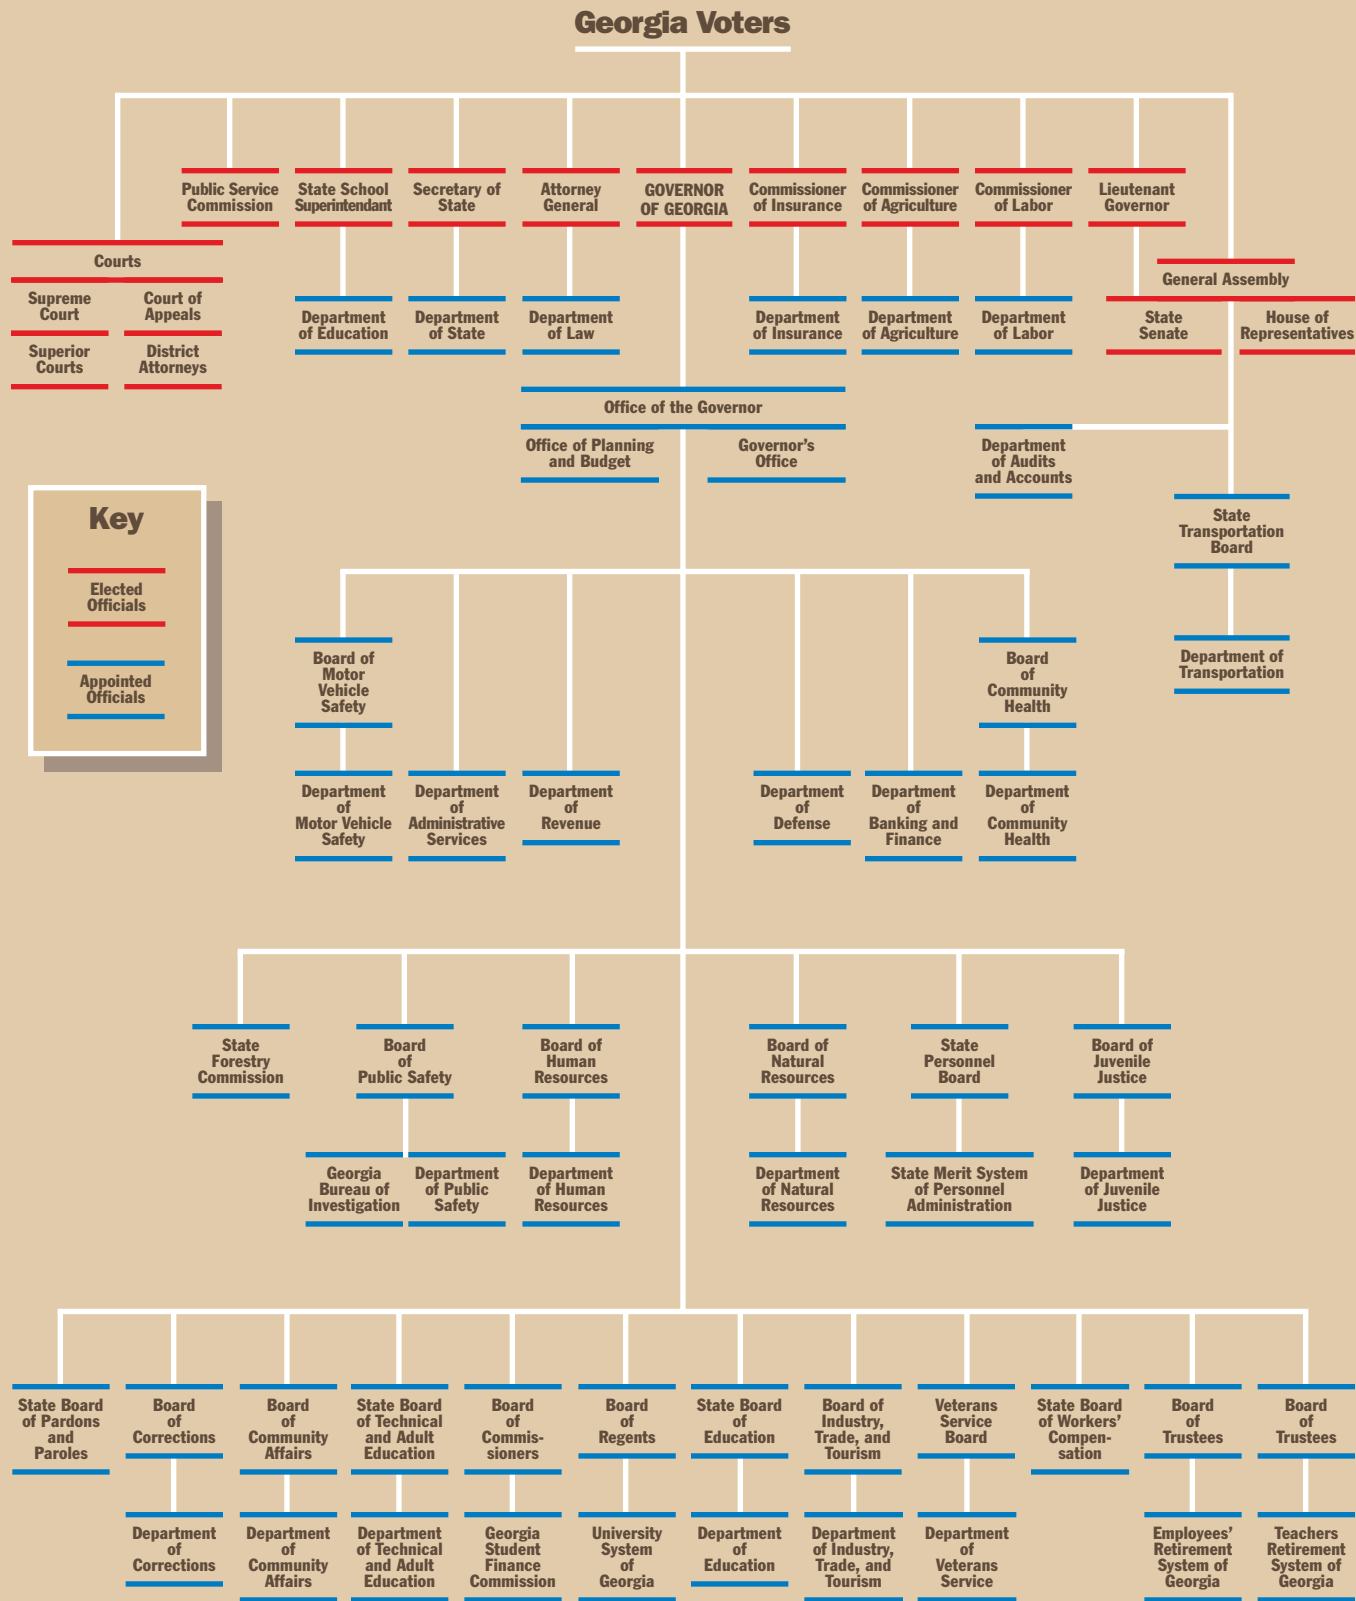 Georgia Voters
Public Service
Commission
State School
Superintendant
Secretary of
State
Attorney
General
GOVERNOR
OF GEORGIA
Commissioner
of Insurance
Commissioner
of Agriculture
Commissioner
of Labor
Lieutenant
Governor
Courts
Supreme
Court
Court of
Appeals
Superior
Courts
District
Attorneys
General Assembly
State
Senate
House of
Representatives
Department
of Education
Department
of State
Department
of Law
Department
of Insurance
Department
of Agriculture
Department
of Labor
Office of the Governor
Office of Planning
and Budget
Governor's
Office
Department
of Audits
and Accounts
State
Transportation
Board
Department of
Transportation
Key
Elected
Officials
Appointed
Officials
Board of
Motor
Vehicle
Safety
Board
of
Community
Health
Department
of
Motor Vehicle
Safety
Department
of
Administrative
Services
Department
of
Revenue
Department
of
Defense
Department
of
Banking and
Finance
Department
of
Community
Health
State
Forestry
Commission
Board
of
Public Safety
Board of
Human
Resources
Board of
Natural
Resources
State
Personnel
Board
Board of
Juvenile
Justice
Georgia
Bureau of
Investigation
Department
of Public
Safety
Department
of Human
Resources
Department
of Natural
Resources
State Merit System
of Personnel
Administration
Department
of Juvenile
Justice
State Board
of Pardons
and
Paroles
Board
of
Corrections
Board
of
Community
Affairs
State Board
of Technical
and Adult
Education
Board
of
Commis-
sioners
Board
of
Regents
State Board
of
Education
Board of
Industry,
Trade, and
Tourism
Veterans
Service
Board
State Board
of Workers'
Compen-
sation
Board
of
Trustees
Board
of
Trustees
Department
of
Corrections
Department
of
Community
Affairs
Department
of Technical
and Adult
Education
Georgia
Student
Finance
Commission
University
System
of
Georgia
Department
of
Education
Department
of Industry,
Trade, and
Tourism
Department
of
Veterans
Service
Employees'
Retirement
System of
Georgia
Teachers
Retirement
System of
Georgia